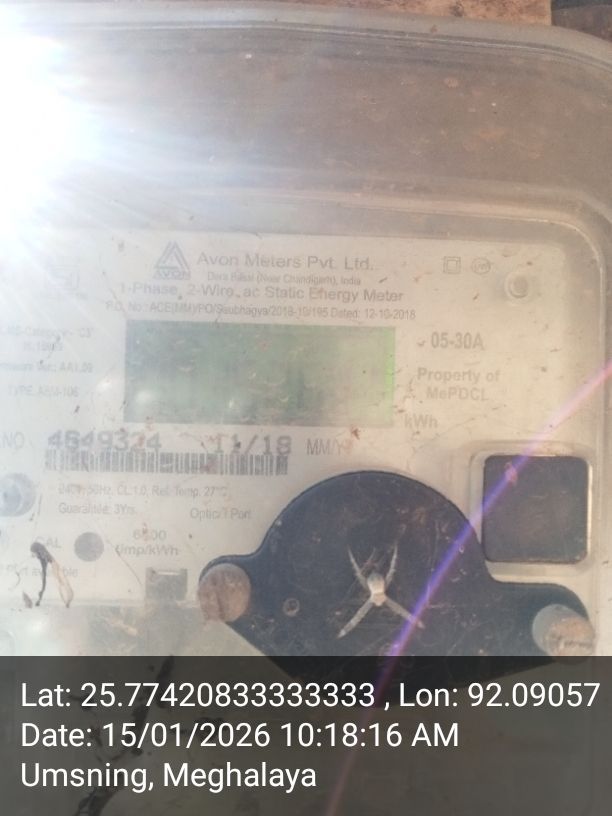 Avon Meters Pvt. Ltd.
AVON
Dera Bassi (Near Chandigarh), India
1-Phase, 2-Wire, ac Static Energy Meter
P.O. No : ACE(MM)/PO/Saubhagya/2018-19/195 Dated: 12-10-2018
05-30A
Property of
MePDCL
kWh
NO 4649324 11/18 MM/Y
240V, 50Hz, CL:1.0, Ref. Temp. 27°C
Guarantee: 3Yrs. Optical Port
CAL
imp/kWh
Lat: 25.77420833333333 , Lon: 92.09057
Date: 15/01/2026 10:18:16 AM
Umsning, Meghalaya